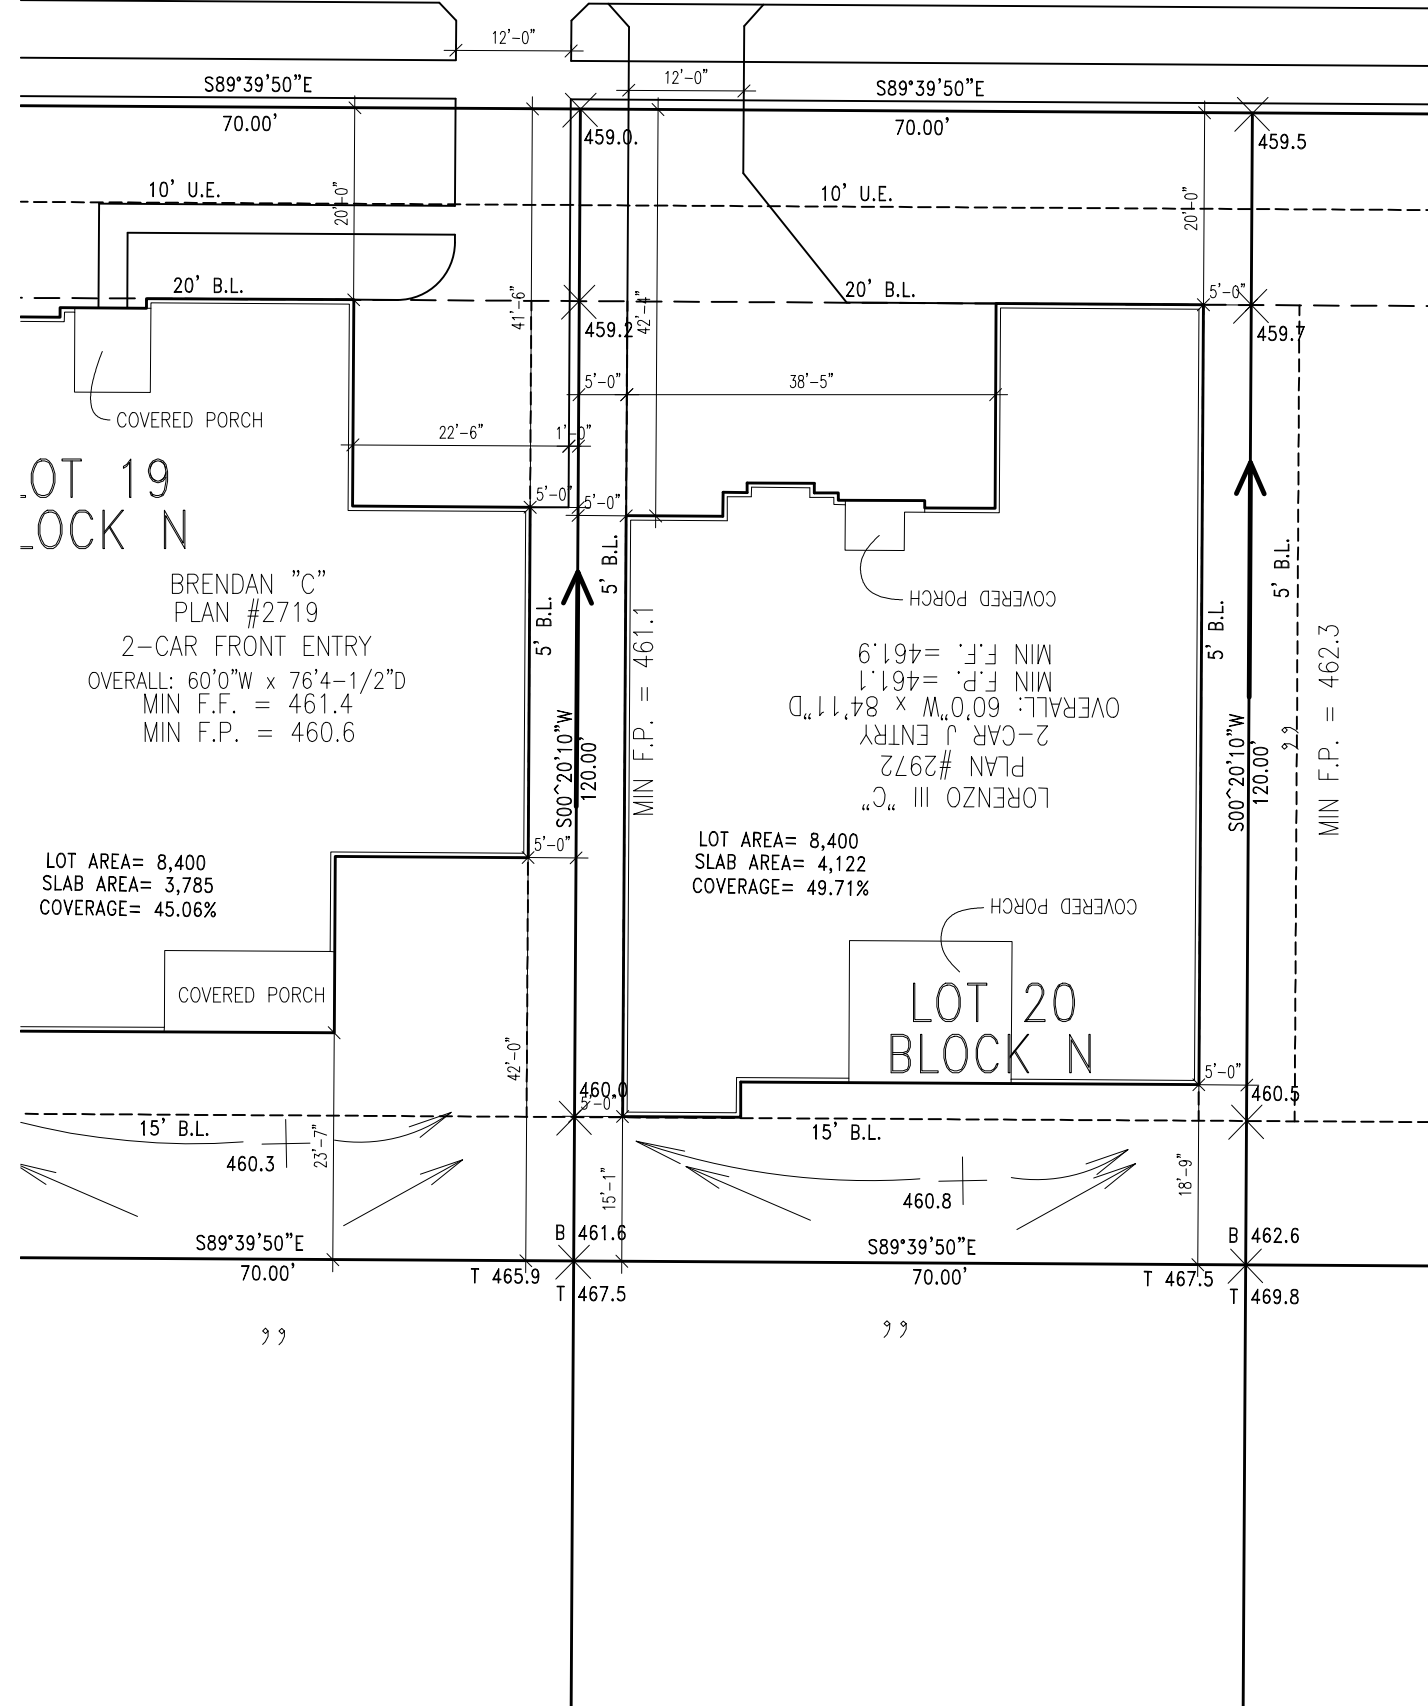 12'-0"
12'-0"
S89°39'50"E
S89°39'50"E
70.00'
70.00'
459.0.
459.5
10' U.E.
10' U.E.
20'-0"
20'-0"
20' B.L.
20' B.L.
5'-0"
41'-6"
42'-4"
459.2
459.7
5'-0"
38'-5"
COVERED PORCH
22'-6"
1'-0"
LOT 19
BLOCK N
5'-0"
5'-0"
5' B.L.
5' B.L.
5' B.L.
5' B.L.
BRENDAN "C"
PLAN #2719
2-CAR FRONT ENTRY
OVERALL: 60'0"W x 76'4-1/2"D
MIN F.F. = 461.4
MIN F.P. = 460.6
COVERED PORCH
MIN F.P. = 461.1
LORENZO III "C"
PLAN #2972
2-CAR J ENTRY
OVERALL: 60'0"W x 84'11"D
MIN F.P. =461.1
MIN F.F. =461.9
MIN F.P. = 462.3
S00^20'10"W
120.00'
S00^20'10"W
120.00'
LOT AREA= 8,400
SLAB AREA= 3,785
COVERAGE= 45.06%
5'-0"
LOT AREA= 8,400
SLAB AREA= 4,122
COVERAGE= 49.71%
COVERED PORCH
COVERED PORCH
LOT 20
BLOCK N
42'-0"
460.0
5'-0"
5'-0"
460.5
15' B.L.
15' B.L.
23'-7"
460.3
15'-1"
460.8
18'-9"
S89°39'50"E
70.00'
B 461.6
T 465.9
T 467.5
S89°39'50"E
70.00'
B 462.6
T 467.5
T 469.8